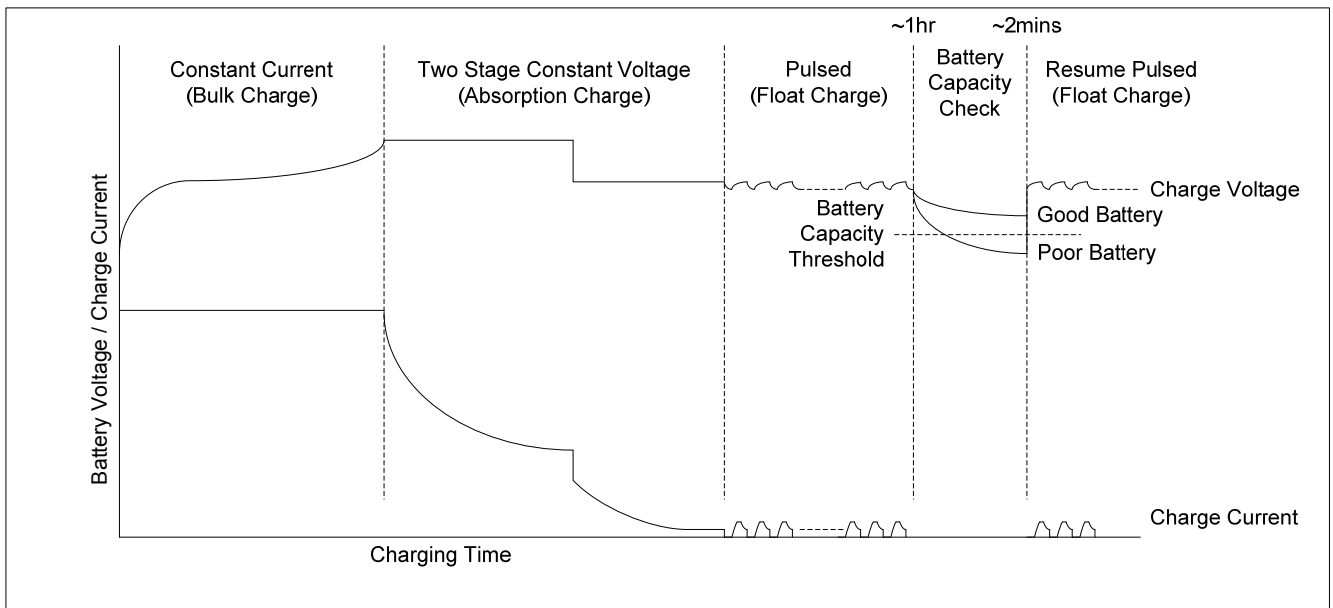 ~1hr
~2mins
Constant Current
(Bulk Charge)
Two Stage Constant Voltage
(Absorption Charge)
Pulsed
(Float Charge)
Battery
Capacity
Check
Resume Pulsed
(Float Charge)
Battery Voltage / Charge Current
Charge Voltage
Battery
Capacity
Threshold
Good Battery
Poor Battery
Charge Current
Charging Time